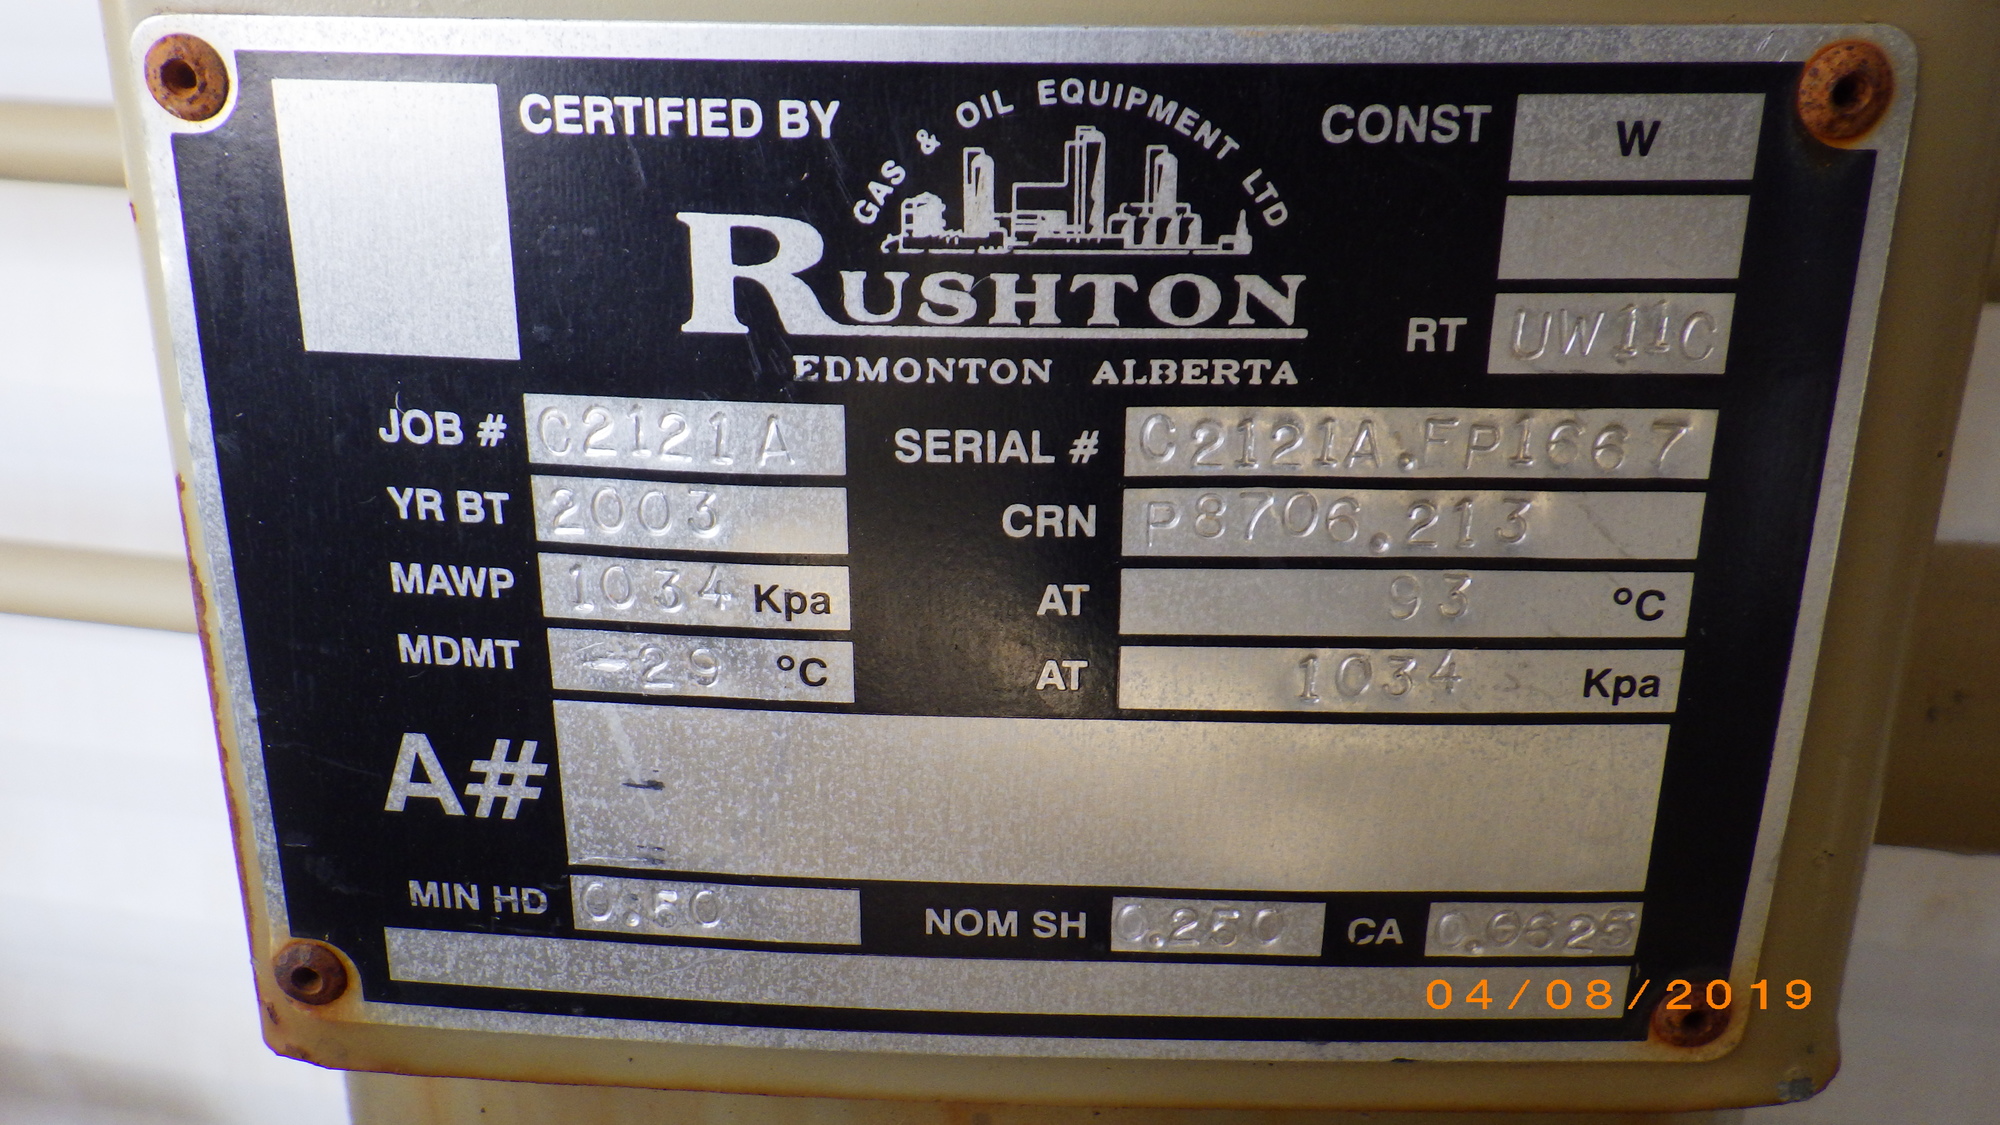 CERTIFIED BY
GAS & OIL EQUIPMENT LTD
RUSHTON
EDMONTON ALBERTA
CONST W
RT UW11C
JOB # C2121A SERIAL # C2121A.FP1667
YR BT 2003 CRN P8706.213
MAWP 1034 Kpa AT 93 °C
MDMT -29 °C AT 1034 Kpa
A#
MIN HD 0.50 NOM SH 0.250 CA 0.0625
04/08/2019